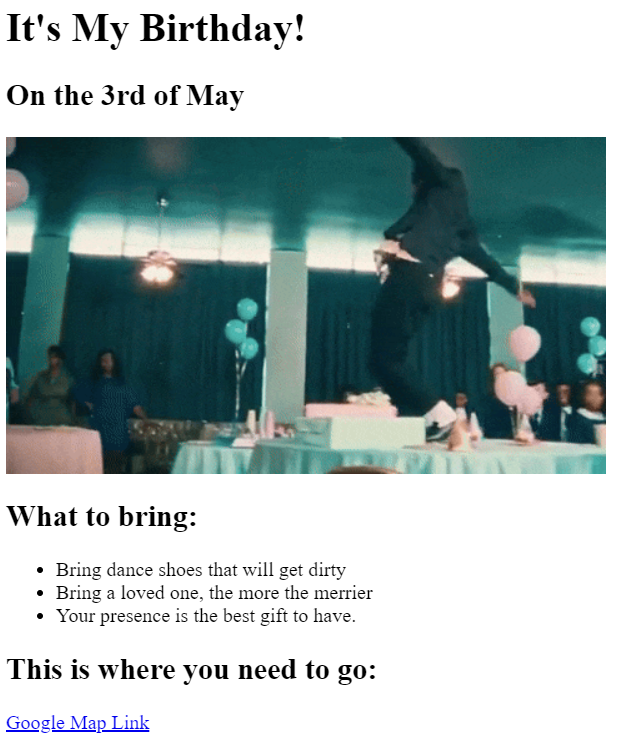 It's My Birthday!
On the 3rd of May
What to bring:
Bring dance shoes that will get dirty
Bring a loved one, the more the merrier
Your presence is the best gift to have.
This is where you need to go:
Google Map Link